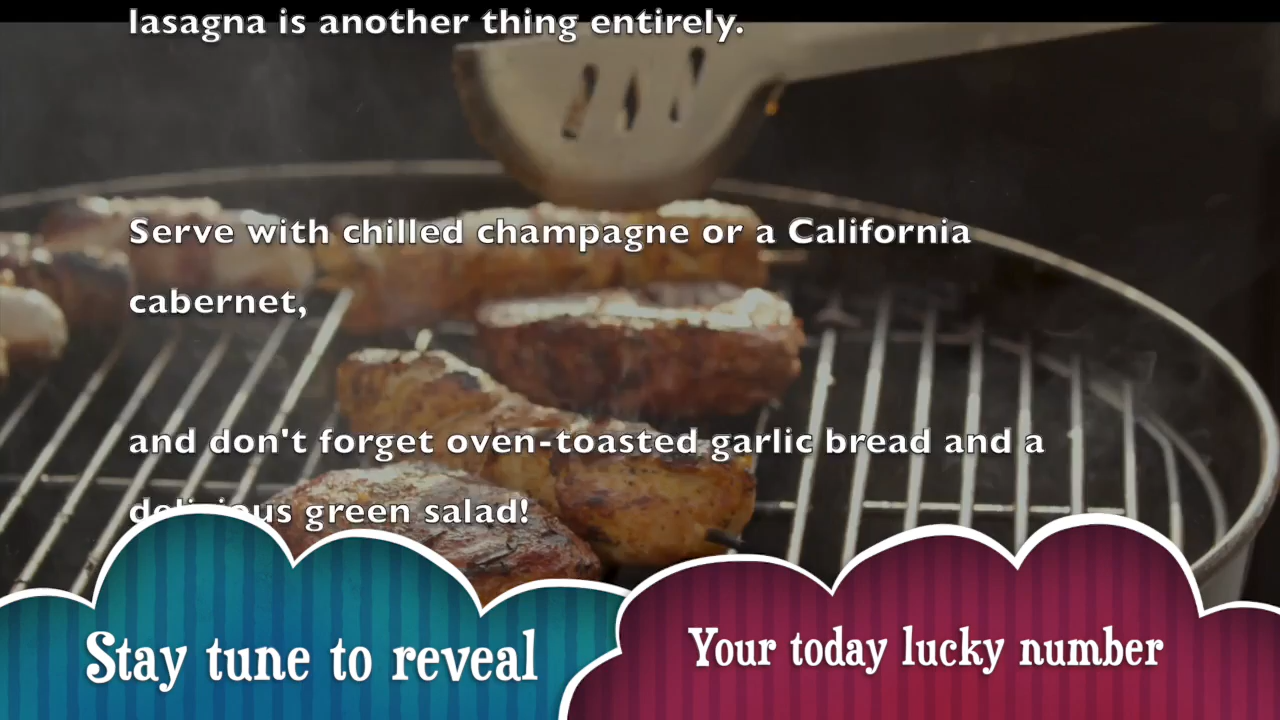 lasagna is another thing entirely.
Serve with chilled champagne or a California
cabernet,
and don't forget oven-toasted garlic bread and a
delicious green salad!
Stay tune to reveal
Your today lucky number